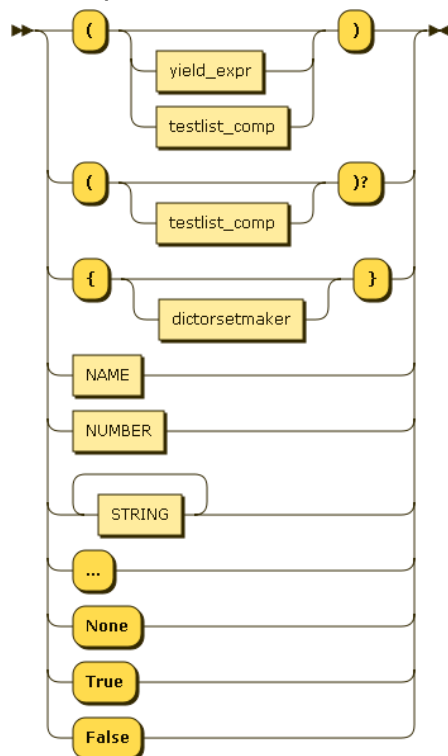 ( )
yield_expr
testlist_comp
( )?
testlist_comp
{ }
dictorsetmaker
NAME
NUMBER
STRING
...
None
True
False